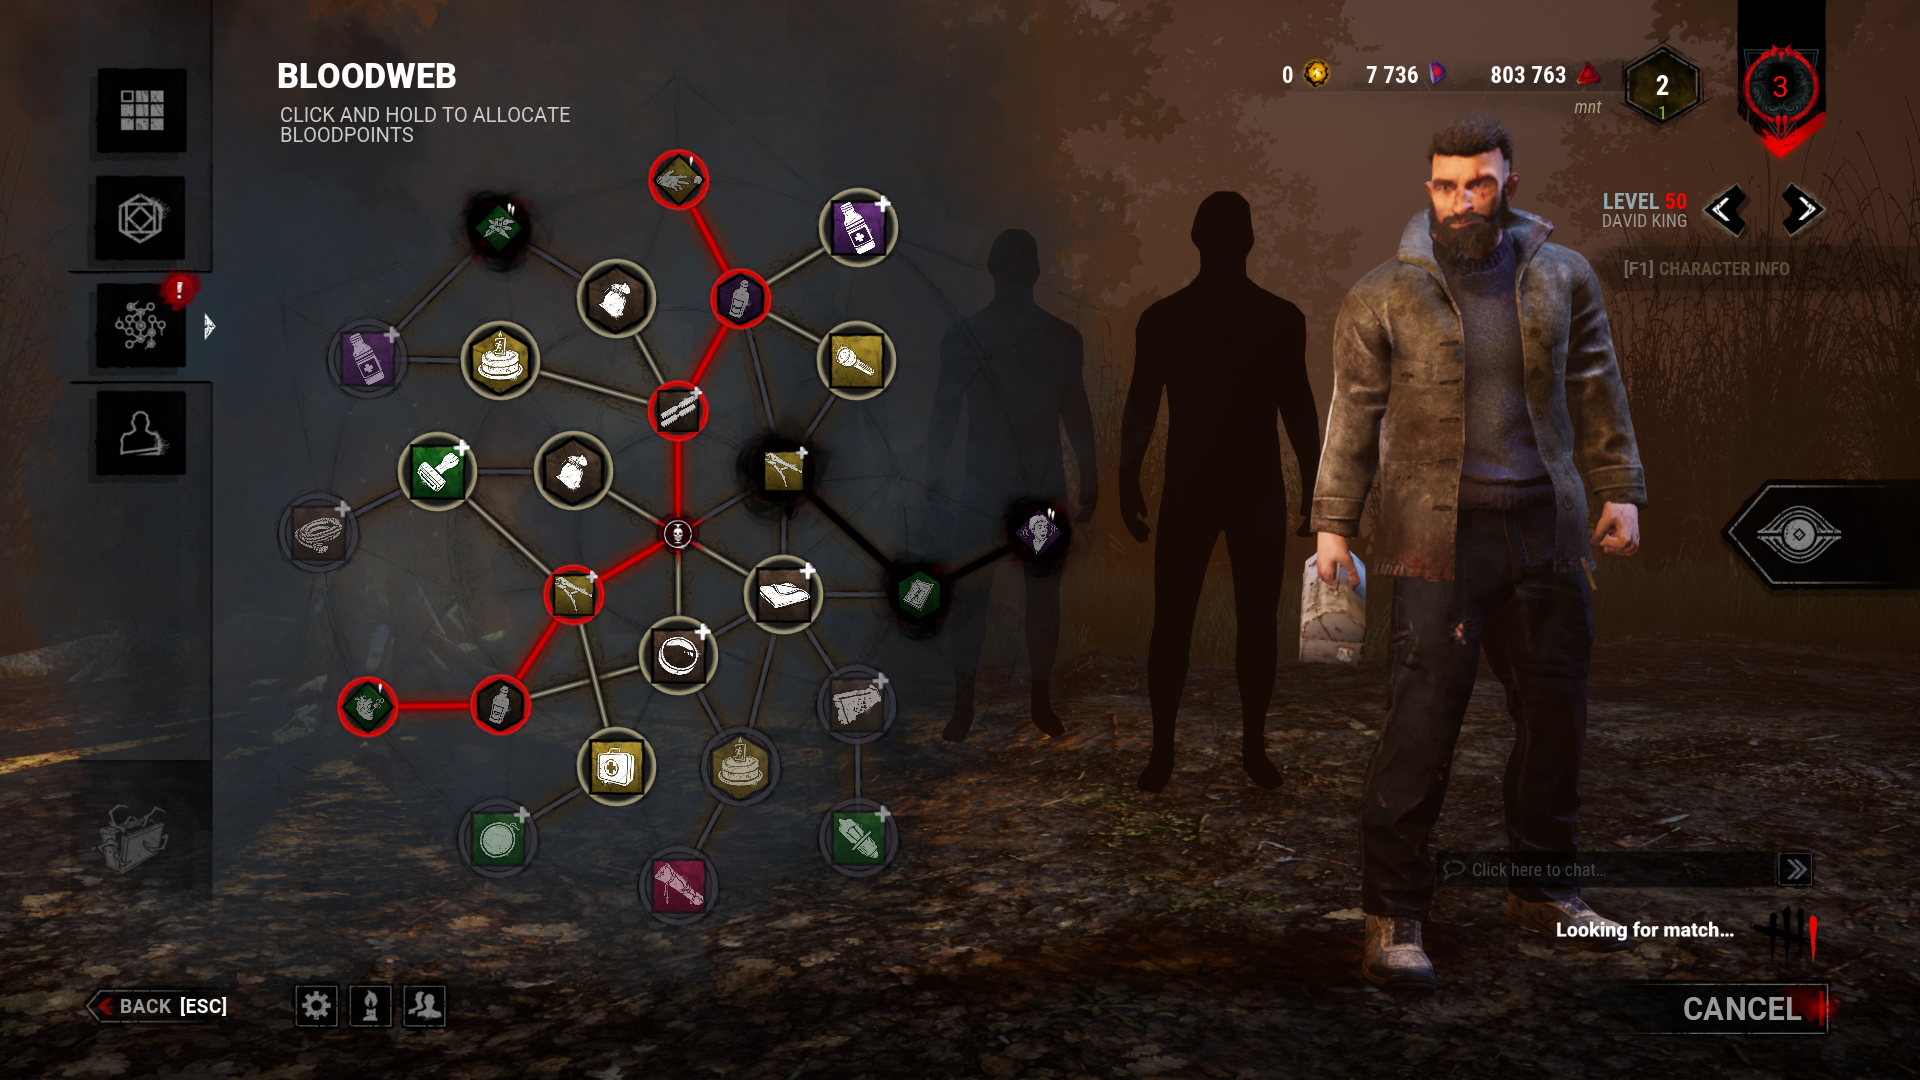 BLOODWEB
CLICK AND HOLD TO ALLOCATE
BLOODPOINTS
0
7 736
803 763
mnt
2
1
3
!
LEVEL 50
DAVID KING
[F1] CHARACTER INFO
Click here to chat...
Looking for match...
BACK [ESC]
CANCEL